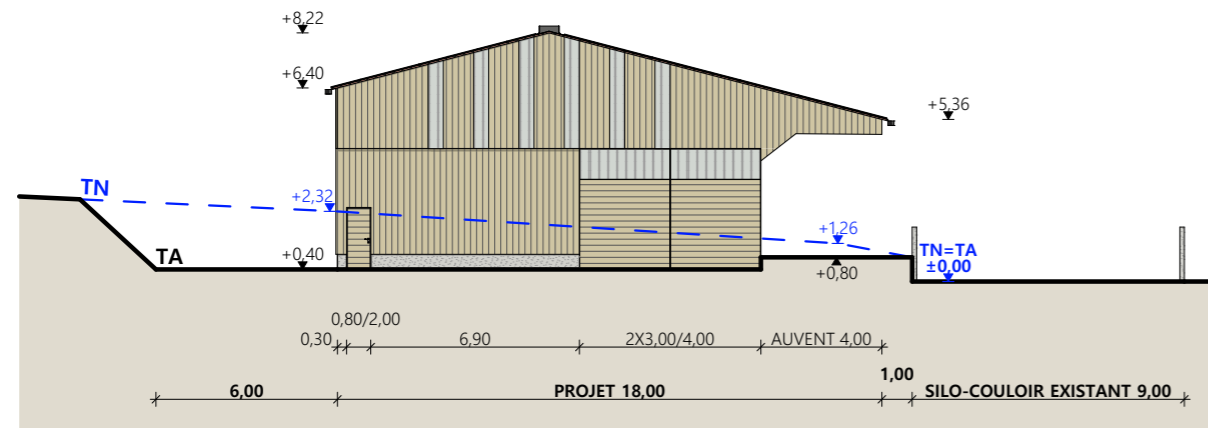 +8,22
+6,40
+5,36
TN
+2,32
+1,26
TN=TA
±0,00
TA
+0,40
+0,80
0,80/2,00
0,30
6,90
2X3,00/4,00
AUVENT 4,00
1,00
6,00
PROJET 18,00
SILO-COULOIR EXISTANT 9,00